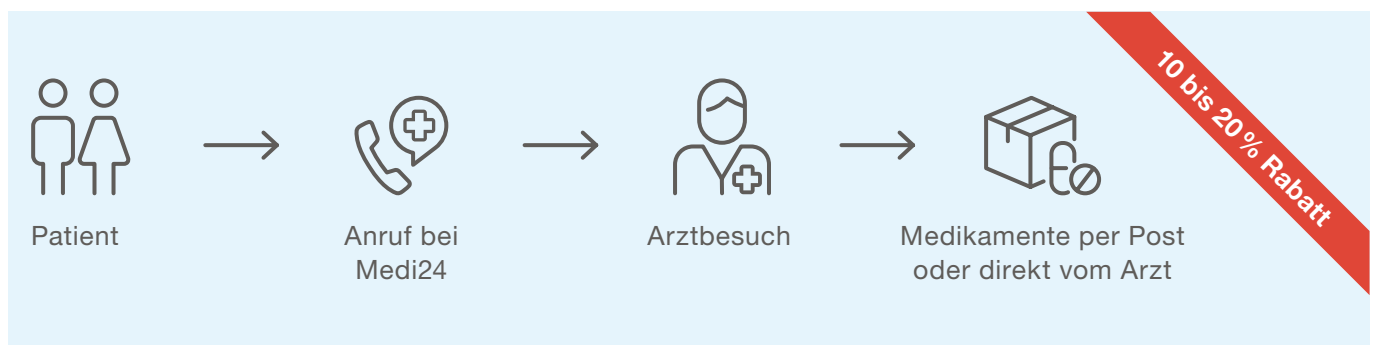 10 bis 20 % Rabatt
Patient
Anruf bei
Medi24
Arztbesuch
Medikamente per Post
oder direkt vom Arzt